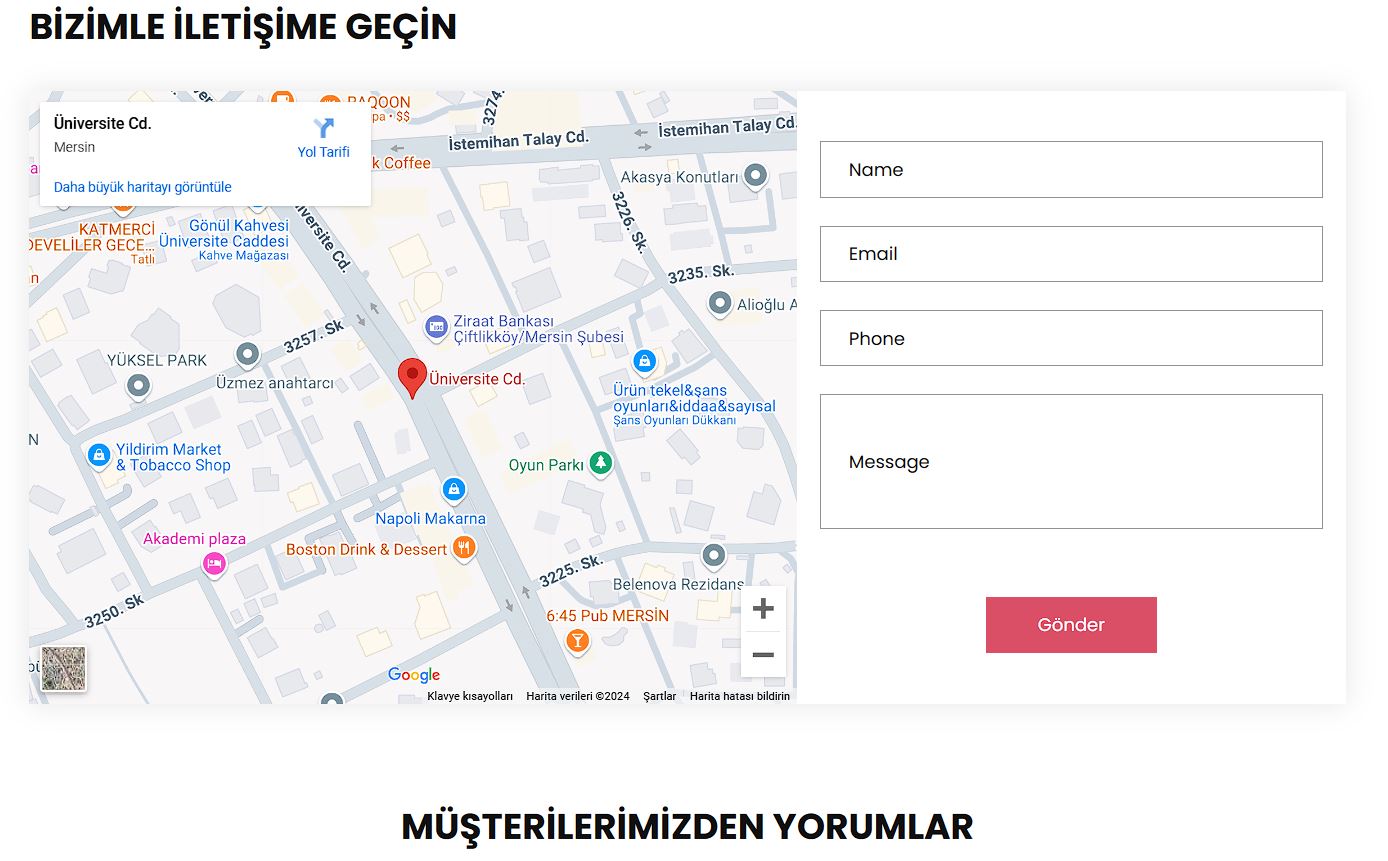 BİZİMLE İLETİŞİME GEÇİN
Üniversite Cd.
Mersin
Yol Tarifi
Daha büyük haritayı görüntüle
BAQOON
pa • $$
k Coffee
3274.
İstemihan Talay Cd.
İstemihan Talay Cd.
Akasya Konutları
3226. Sk.
KATMERCİ
DEVELİLER GECE...
Tatlı
Gönül Kahvesi
Üniversite Caddesi
Kahve Mağazası
niversite Cd.
3235. Sk.
Alioğlu A
3257. Sk
Ziraat Bankası
Çiftlikköy/Mersin Şubesi
YÜKSEL PARK
Üzmez anahtarcı
Üniversite Cd.
Ürün tekel&şans
oyunları&iddaa&sayısal
Şans Oyunları Dükkanı
N
Yildirim Market
& Tobacco Shop
Oyun Parkı
Napoli Makarna
Akademi plaza
Boston Drink & Dessert
3225. Sk.
Belenova Rezidans
3250. Sk
6:45 Pub MERSİN
Google
Klavye kısayolları
Harita verileri ©2024
Şartlar
Harita hatası bildirin
Name
Email
Phone
Message
Gönder
MÜŞTERİLERİMİZDEN YORUMLAR